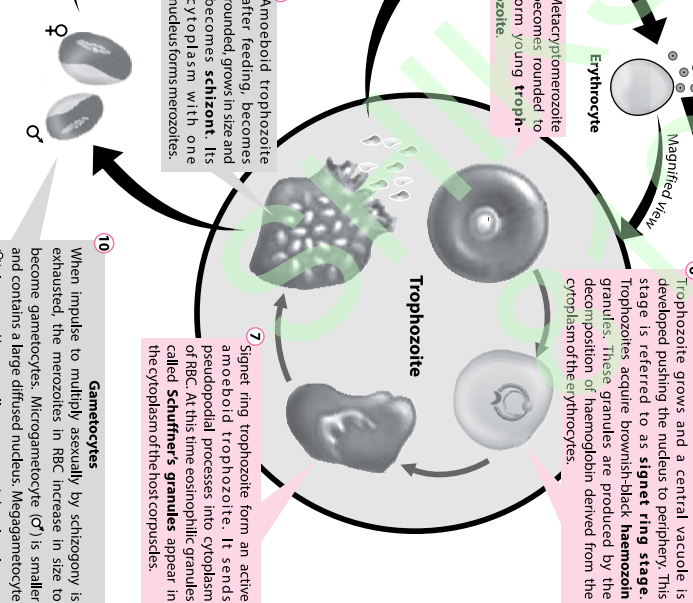 Metacryptomerozoite
becomes rounded to
form young troph-
ozoite.
Erythrocyte
Magnified view
Trophozoite grows and a central vacuole is
developed pushing the nucleus to periphery. This
stage is referred to as signet ring stage.
Trophozoites acquire brownish-black haemozoin
granules. These granules are produced by the
decomposition of haemoglobin derived from the
cytoplasm of the erythrocytes.
Trophozoite
7
Signet ring trophozoite form an active
amoeboid trophozoite. It sends
pseudopodial processes into cytoplasm
of RBC. At this time eosinophilic granules
called Schuffner's granules appear in
the cytoplasm of the host corpuscles.
Amoeboid trophozoite
after feeding, becomes
rounded, grows in size and
becomes schizont. Its
cytoplasm with one
nucleus forms merozoites.
♀
♂
10
Gametocytes
When impulse to multiply asexually by schizogony is
exhausted, the merozoites in RBC increase in size to
become gametocytes. Microgametocyte (♂) is smaller
and contains a large diffused nucleus. Megagametocyte